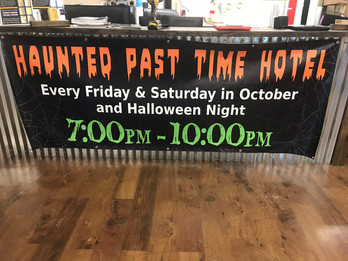 HAUNTED PAST TIME HOTEL
Every Friday & Saturday in October
and Halloween Night
7:00PM - 10:00PM